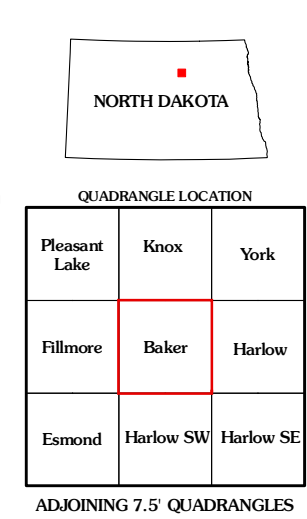 NORTH DAKOTA
QUADRANGLE LOCATION
Pleasant
Lake
Knox
York
Fillmore
Baker
Harlow
Esmond
Harlow SW
Harlow SE
ADJOINING 7.5' QUADRANGLES